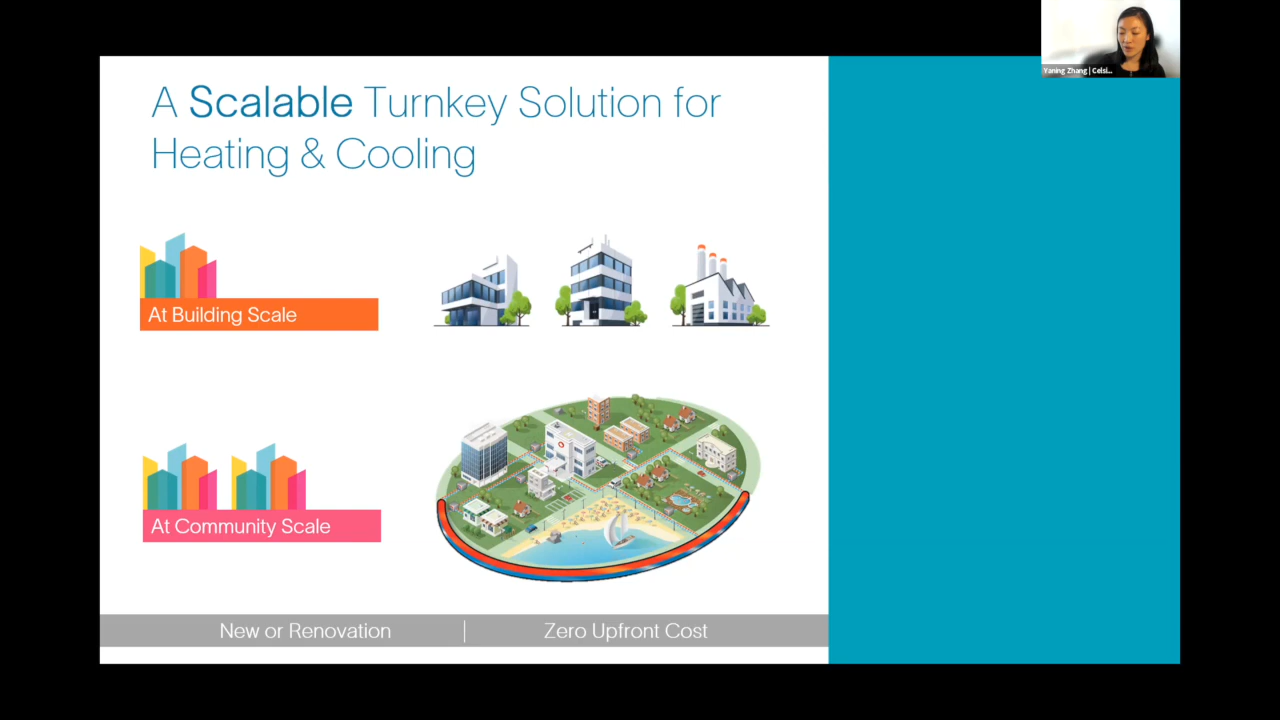 Yaning Zhang | Celsi...
A Scalable Turnkey Solution for
Heating & Cooling
At Building Scale
At Community Scale
New or Renovation | Zero Upfront Cost